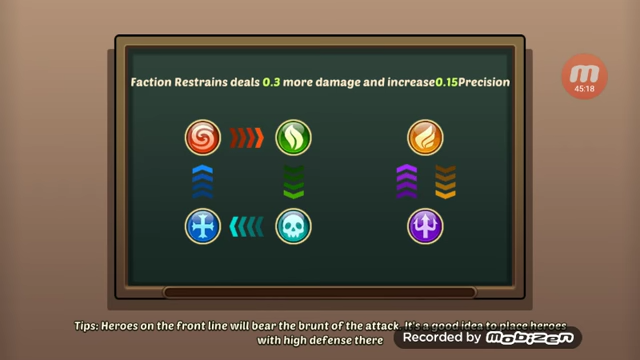 Faction Restrains deals 0.3 more damage and increase0.15Precision
45:18
Tips: Heroes on the front line will bear the brunt of the attack. It's a good idea to place heroes
with high defense there
Recorded by MOBIZEN